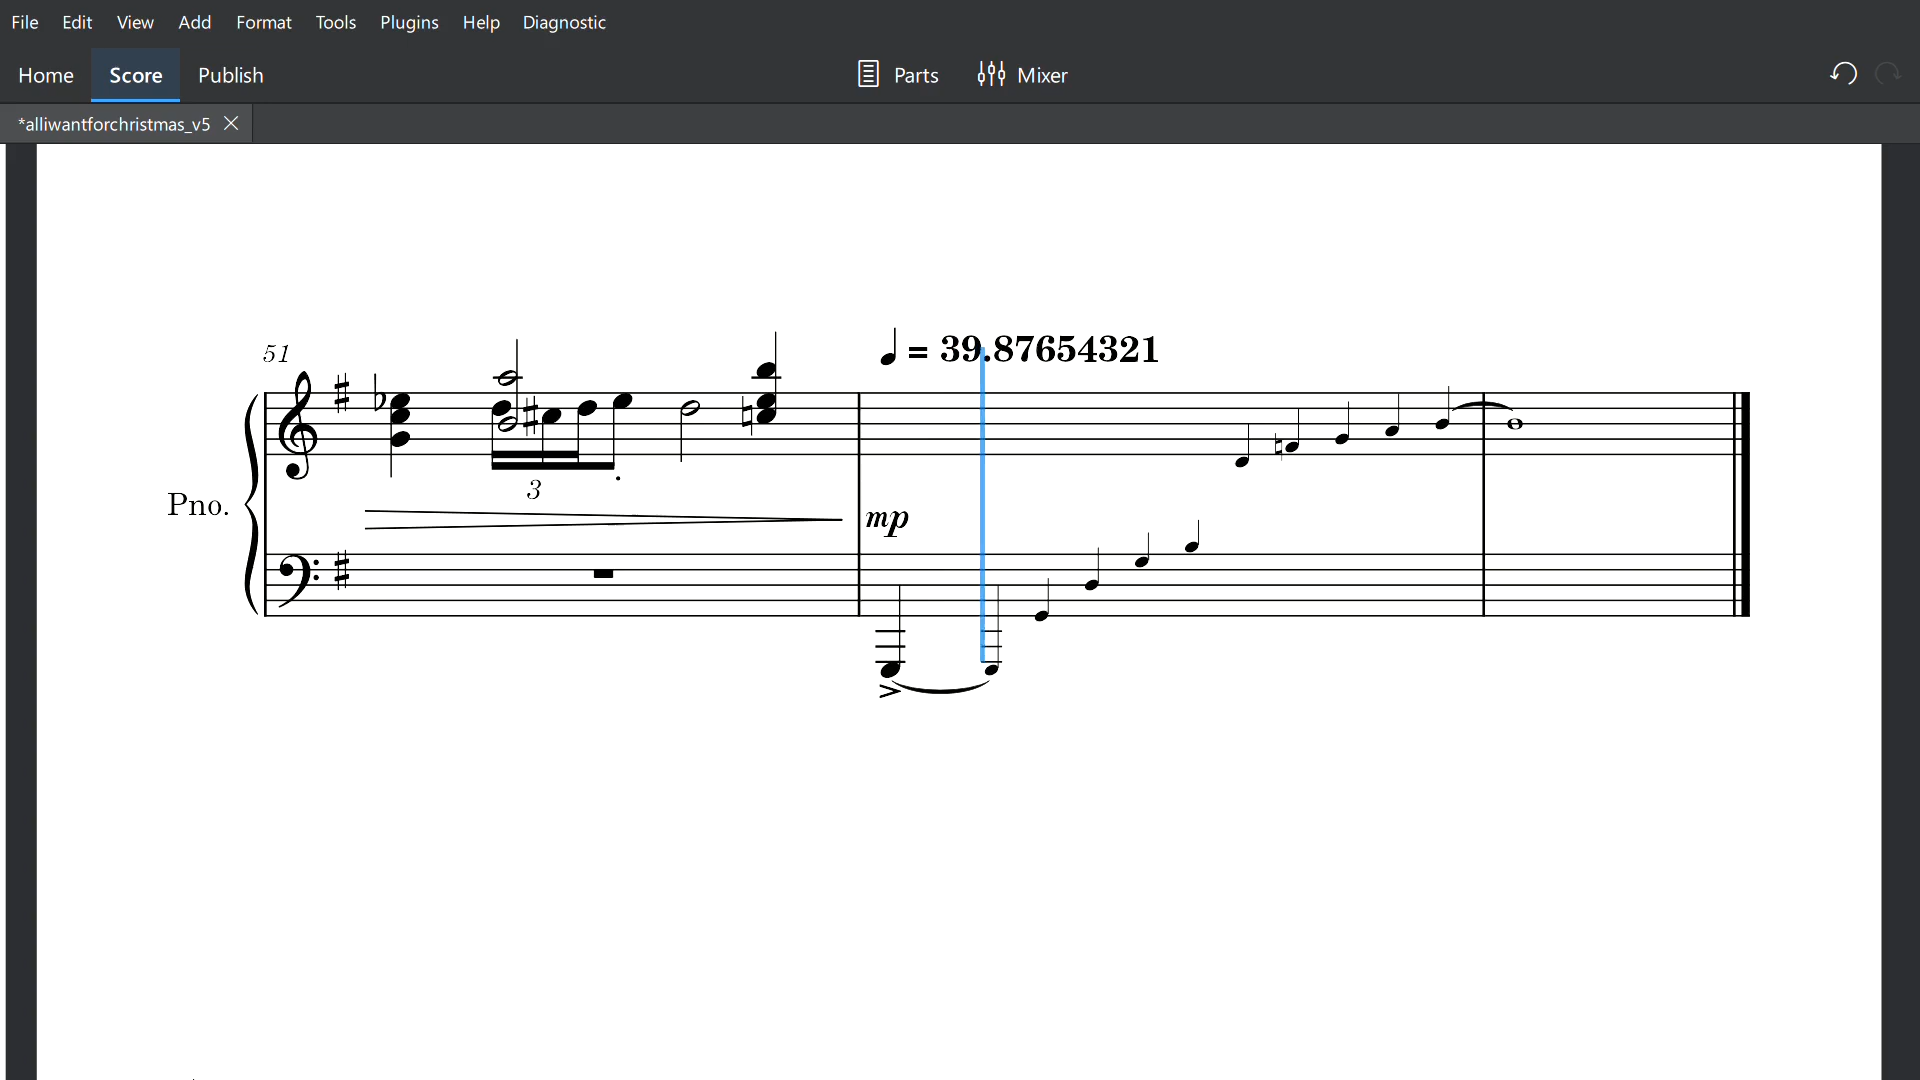 File Edit View Add Format Tools Plugins Help Diagnostic
Home Score Publish Parts Mixer
*alliwantforchristmas_v5
51
= 39.87654321
3
Pno.
mp